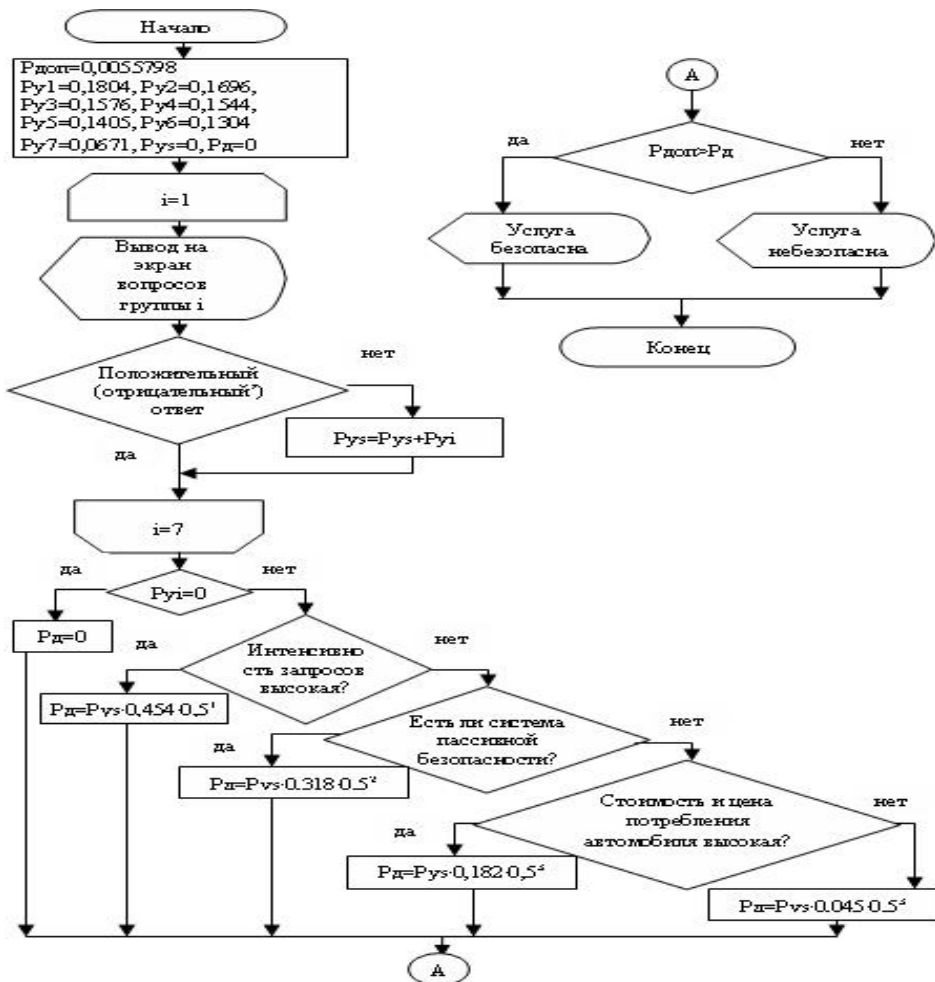 Начало
Рдоп=0,0055798
Ру1=0,1804, Ру2=0,1696,
Ру3=0,1576, Ру4=0,1544,
Ру5=0,1405, Ру6=0,1304
Ру7=0,0671, Руs=0, Рд=0
i=1
Вывод на
экран
вопросов
группы i
Положительный
(отрицательный*)
ответ
нет
Руs=Руs+Руi
да
i=7
да
нет
Руi=0
Рд=0
да
Интенсивно
сть запросов
высокая?
нет
Рд=Руs·0,454·0,5¹
Есть ли система
пассивной
безопасности?
нет
да
Рд=Руs·0.318·0.5²
Стоимость и цена
потребления
автомобиля высокая?
нет
да
Рд=Руs·0,182·0,5
Рд=Руs·0.045·0.5
А
А
да
Рдоп>Рд
нет
Услуга
безопасна
Услуга
небезопасна
Конец